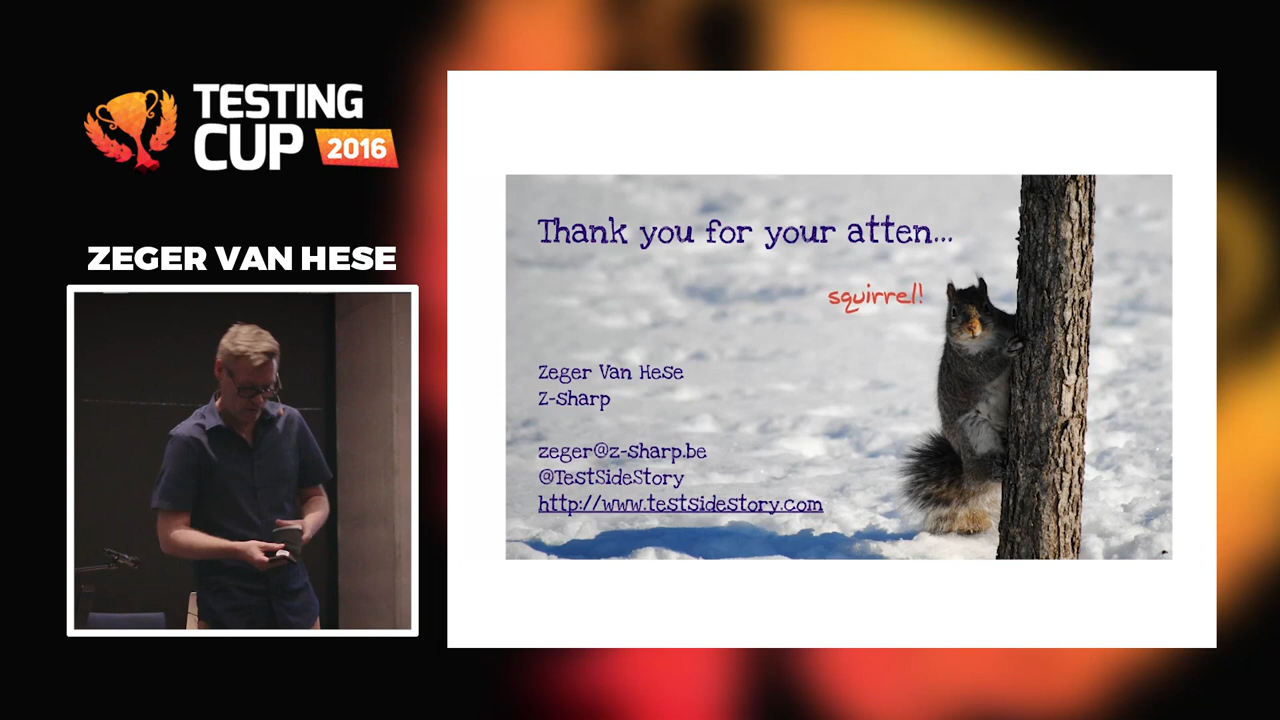 TESTING
CUP 2016
ZEGER VAN HESE
Thank you for your atten...
squirrel!
Zeger Van Hese
Z-sharp
zeger@z-sharp.be
@TestSideStory
http://www.testsidestory.com